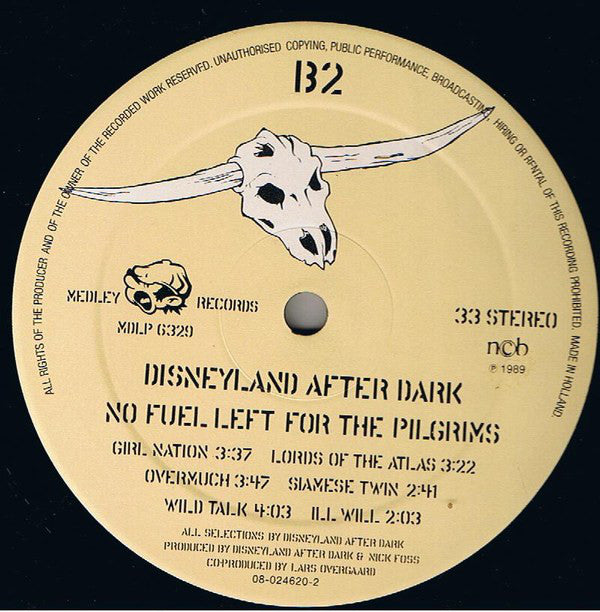 ALL RIGHTS OF THE PRODUCER AND OF THE OWNER OF THE RECORDED WORK RESERVED. UNAUTHORISED COPYING, PUBLIC PERFORMANCE, BROADCASTING, HIRING OR RENTAL OF THIS RECORDING PROHIBITED. MADE IN HOLLAND.
B2
MEDLEY RECORDS
MDLP 6329
33 STEREO
n©b
℗ 1989
DISNEYLAND AFTER DARK
NO FUEL LEFT FOR THE PILGRIMS
GIRL NATION 3:37 LORDS OF THE ATLAS 3:22
OVERMUCH 3:47 SIAMESE TWIN 2:41
WILD TALK 4:03 ILL WILL 2:03
ALL SELECTIONS BY DISNEYLAND AFTER DARK
PRODUCED BY DISNEYLAND AFTER DARK & NICK FOSS
CO-PRODUCED BY LARS OVERGAARD
08-024620-2